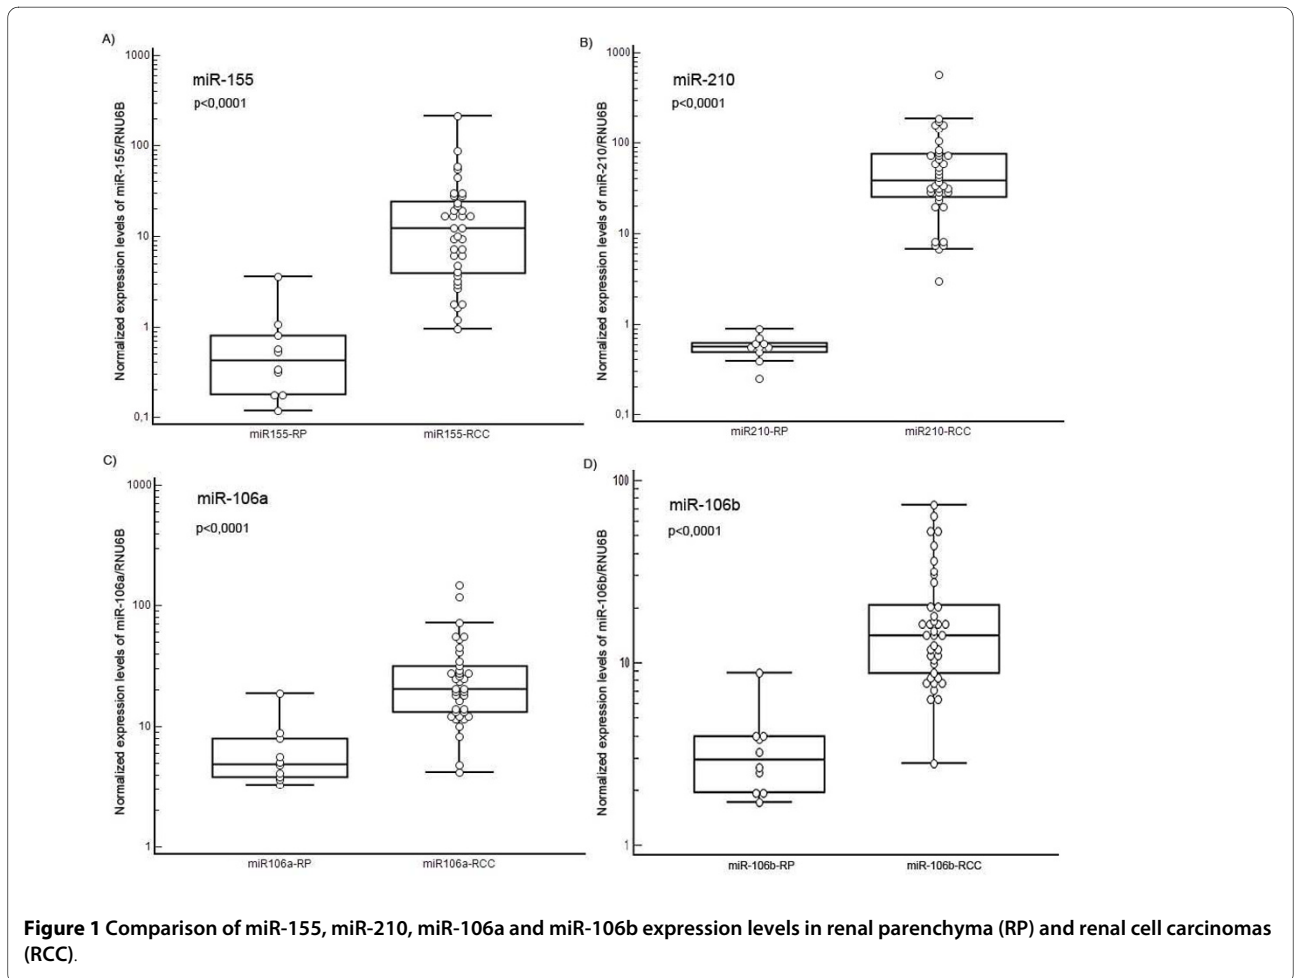 A)
Normalized expression levels of miR-155/RNU6B
1000
100
10
1
0,1
miR-155
p<0,0001
miR155-RP miR155-RCC
B)
Normalized expression levels of miR-210/RNU6B
1000
100
10
1
0,1
miR-210
p<0,0001
miR210-RP miR210-RCC
C)
Normalized expression levels of miR-106a/RNU6B
1000
100
10
1
miR-106a
p<0,0001
miR106a-RP miR106a-RCC
D)
Normalized expression levels of miR-106b/RNU6B
100
10
1
miR-106b
p<0,0001
miR-106b-RP miR-106b-RCC
Figure 1 Comparison of miR-155, miR-210, miR-106a and miR-106b expression levels in renal parenchyma (RP) and renal cell carcinomas
(RCC).